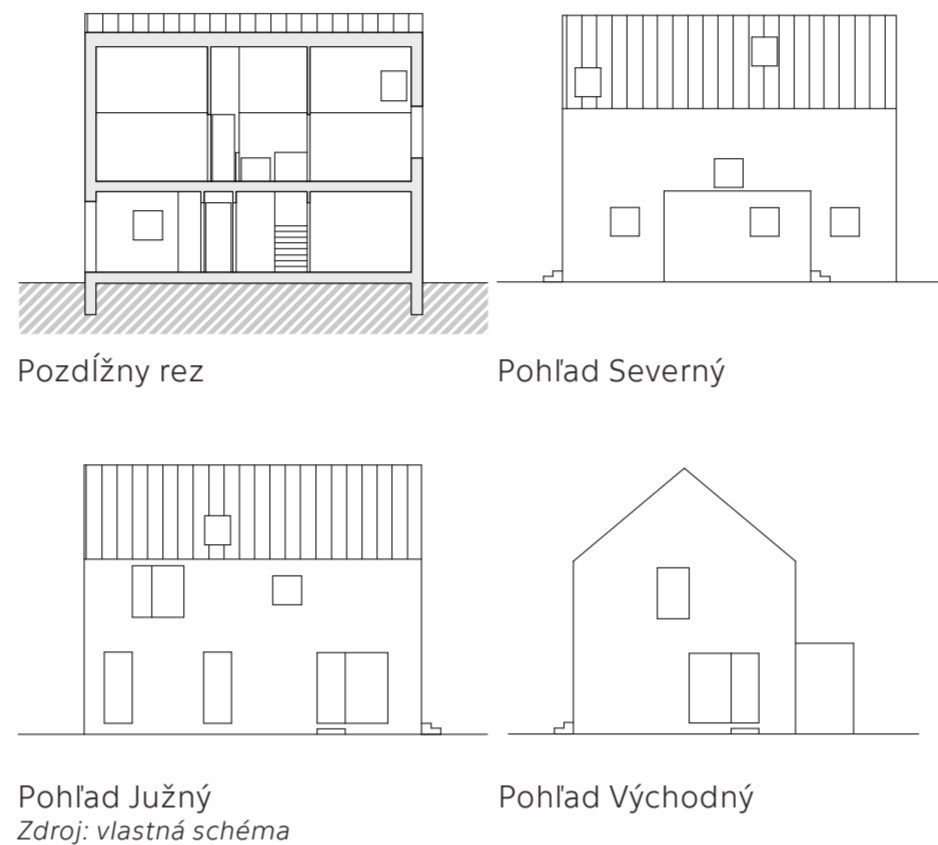 Pozdĺžny rez
Pohľad Severný
Pohľad Južný
Pohľad Východný
Zdroj: vlastná schéma